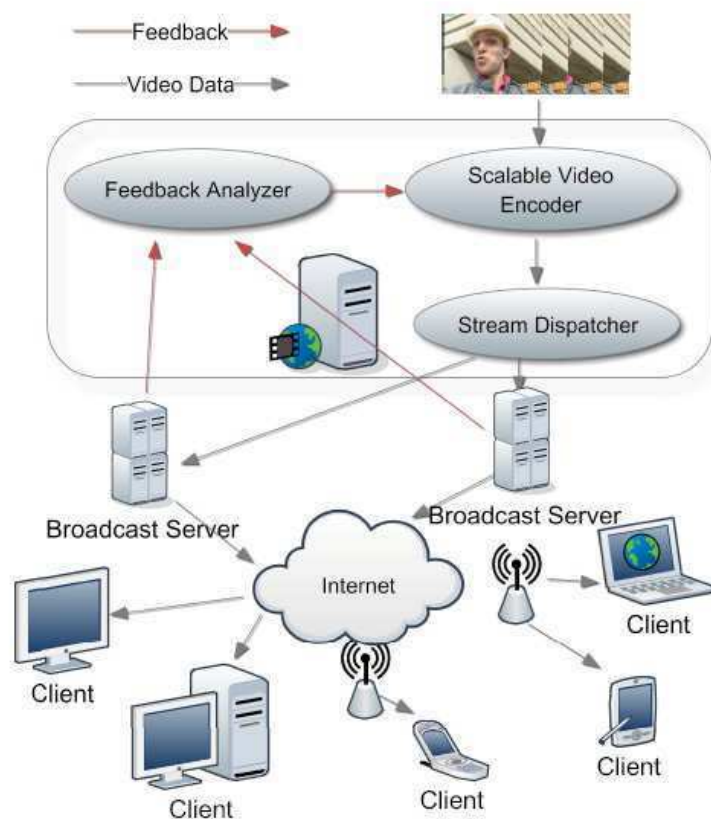 Feedback
Video Data
Feedback Analyzer
Scalable Video
Encoder
Stream Dispatcher
Broadcast Server
Broadcast Server
Internet
Client
Client
Client
Client
Client